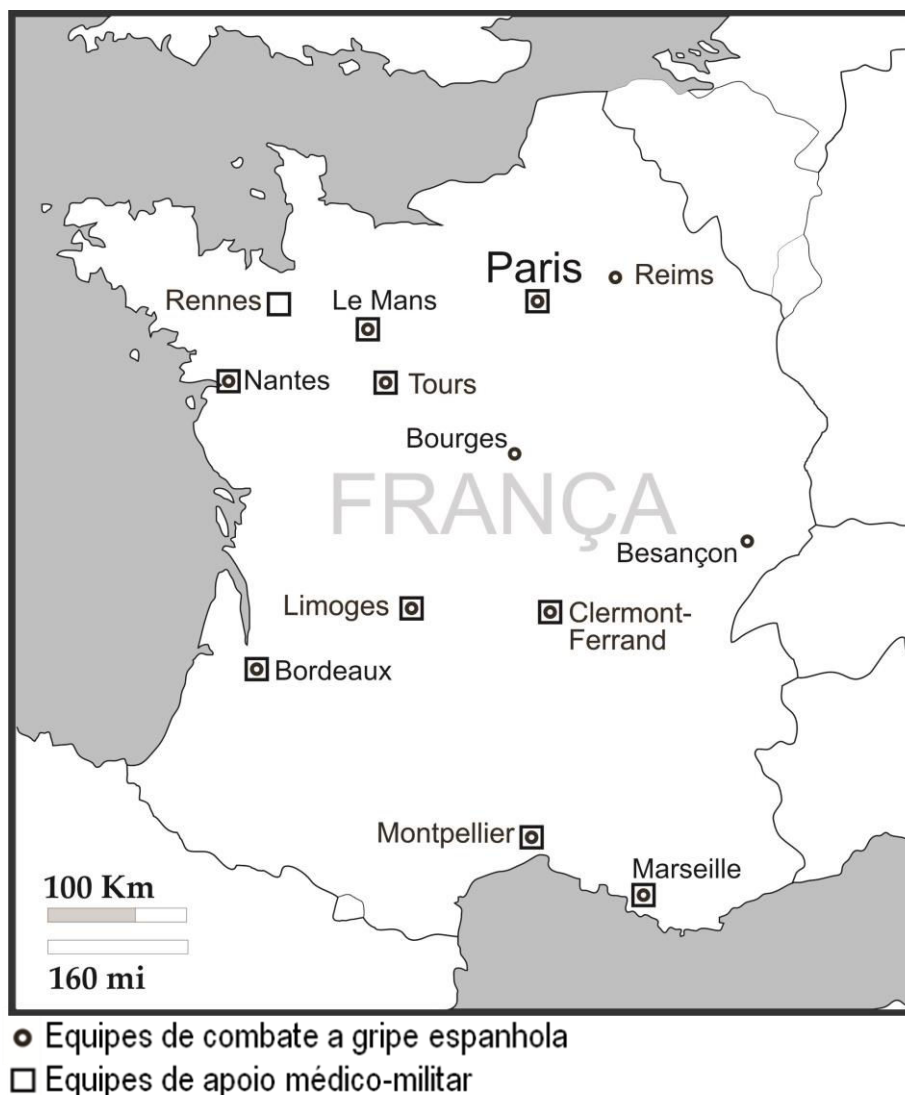 Paris
Reims
Rennes
Le Mans
Nantes
Tours
Bourges
FRANÇA
Besançon
Limoges
Clermont-
Ferrand
Bordeaux
Montpellier
Marseille
100 Km
160 mi
Equipes de combate a gripe espanhola
Equipes de apoio médico-militar